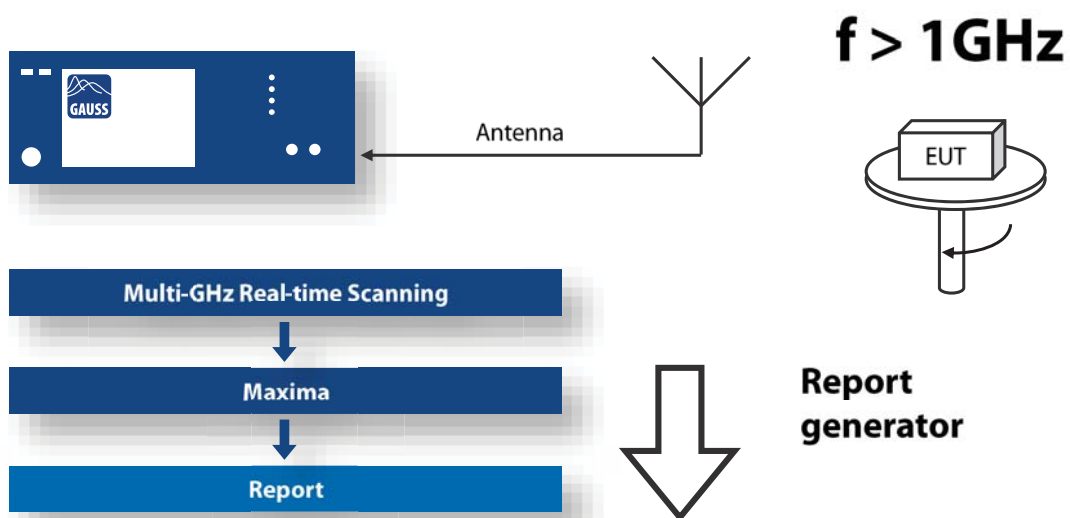 f > 1GHz
GAUSS
Antenna
EUT
Multi-GHz Real-time Scanning
Maxima
Report
generator
Report